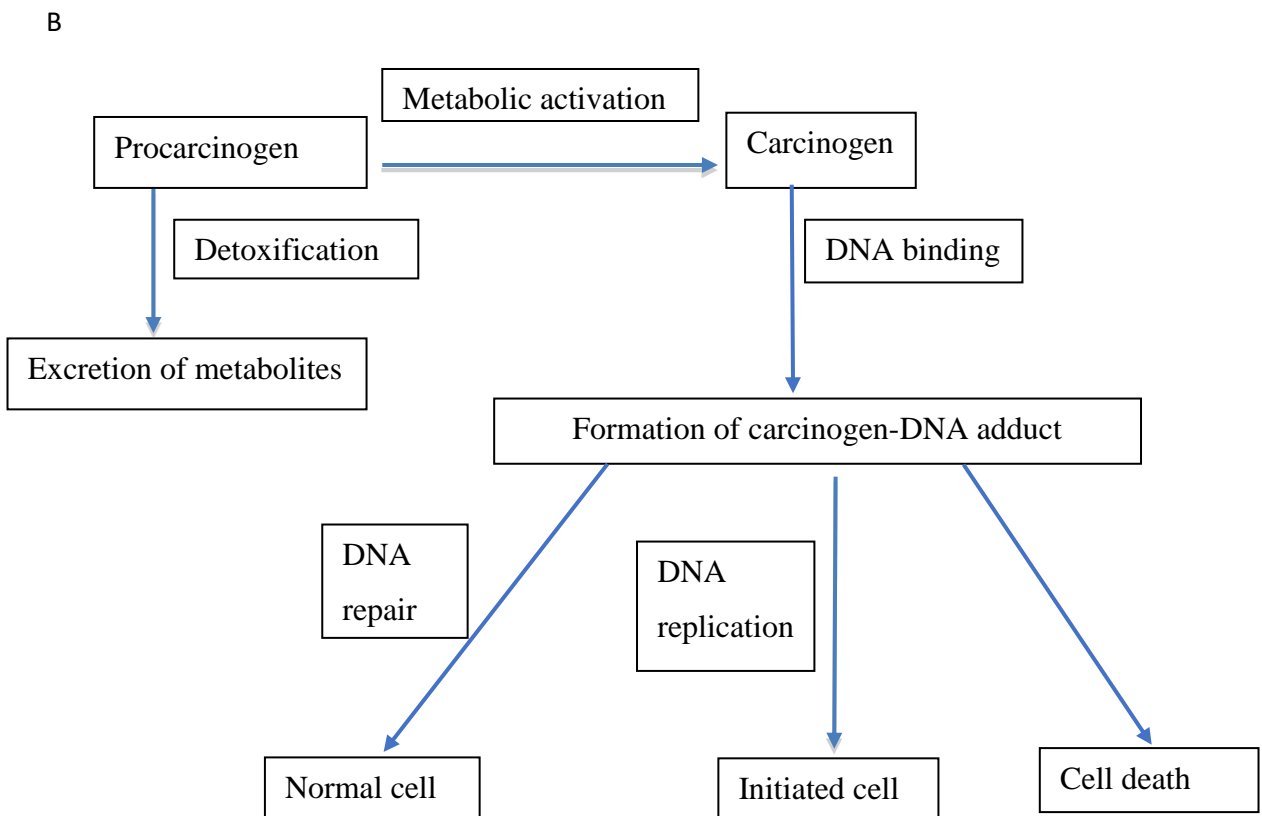 B
Metabolic activation
Procarcinogen
Carcinogen
Detoxification
DNA binding
Excretion of metabolites
Formation of carcinogen-DNA adduct
DNA
repair
DNA
replication
Normal cell
Initiated cell
Cell death